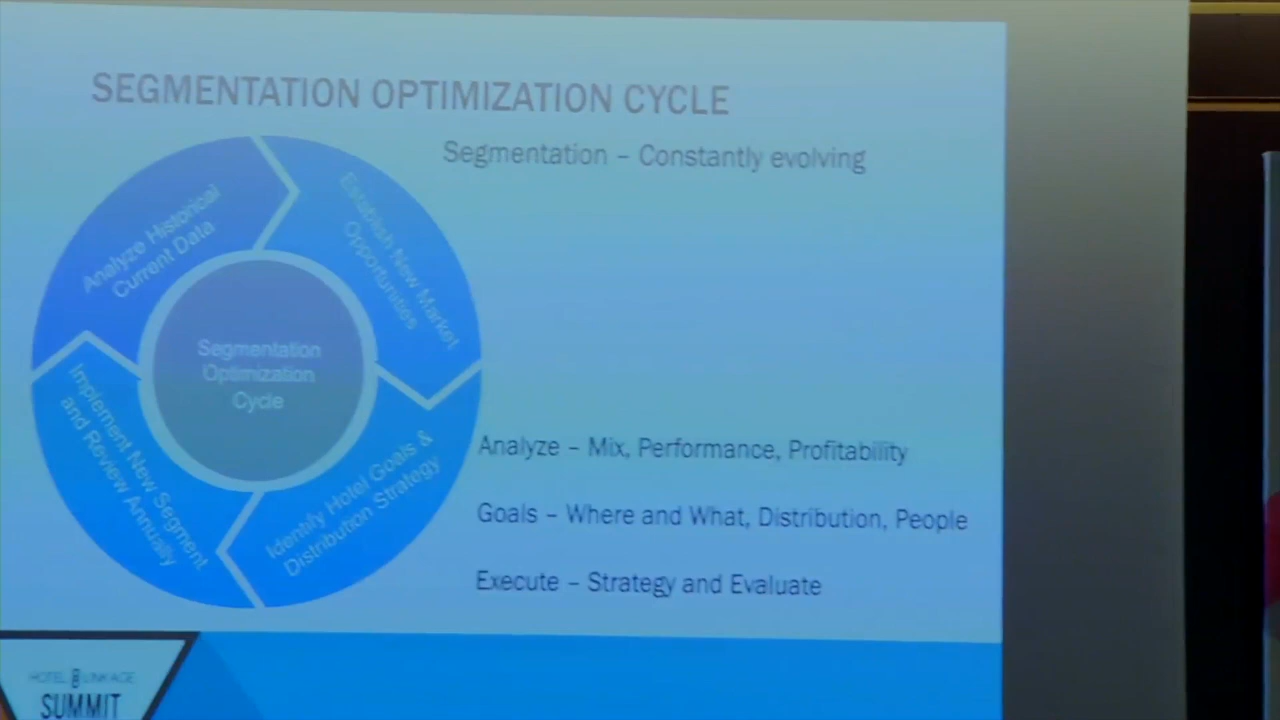 SEGMENTATION OPTIMIZATION CYCLE
Segmentation – Constantly evolving
Analyze Historical
Current Data
Establish New Market
Opportunities
Segmentation
Optimization
Cycle
Implement New Segment
and Review Annually
Identify Hotel Goals &
Distribution Strategy
Analyze – Mix, Performance, Profitability
Goals – Where and What, Distribution, People
Execute – Strategy and Evaluate
HOTEL LINKAGE
SUMMIT